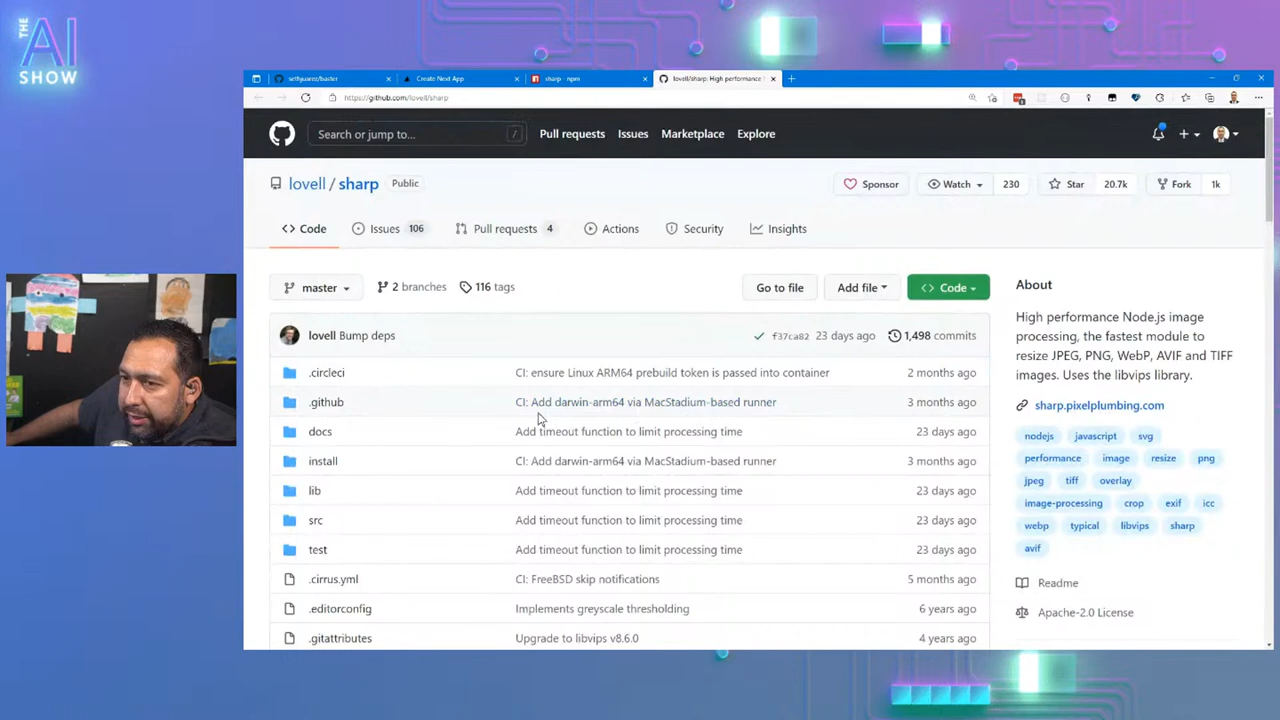 THE
AI
SHOW
sethjuarez/baster
Create Next App
sharp - npm
lovell/sharp: High performance
https://github.com/lovell/sharp
Search or jump to... /
Pull requests Issues Marketplace Explore
lovell / sharp Public
Sponsor Watch 230 Star 20.7k Fork 1k
Code Issues 106 Pull requests 4 Actions Security Insights
master 2 branches 116 tags Go to file Add file Code
lovell Bump deps f37ca82 23 days ago 1,498 commits
.circleci CI: ensure Linux ARM64 prebuild token is passed into container 2 months ago
.github CI: Add darwin-arm64 via MacStadium-based runner 3 months ago
docs Add timeout function to limit processing time 23 days ago
install CI: Add darwin-arm64 via MacStadium-based runner 3 months ago
lib Add timeout function to limit processing time 23 days ago
src Add timeout function to limit processing time 23 days ago
test Add timeout function to limit processing time 23 days ago
.cirrus.yml CI: FreeBSD skip notifications 5 months ago
.editorconfig Implements greyscale thresholding 6 years ago
.gitattributes Upgrade to libvips v8.6.0 4 years ago
About
High performance Node.js image
processing, the fastest module to
resize JPEG, PNG, WebP, AVIF and TIFF
images. Uses the libvips library.
sharp.pixelplumbing.com
nodejs javascript svg
performance image resize png
jpeg tiff overlay
image-processing crop exif icc
webp typical libvips sharp
avif
Readme
Apache-2.0 License